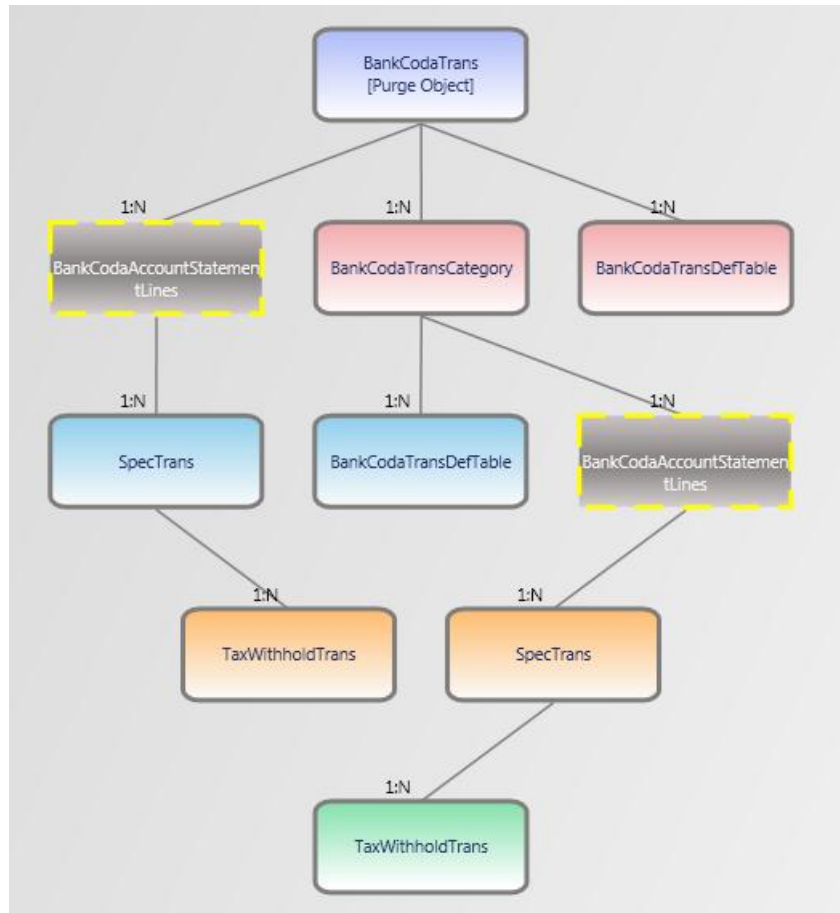 BankCodaTrans
[Purge Object]
1:N
1:N
1:N
BankCodaAccountStatemen
tLines
BankCodaTransCategory
BankCodaTransDefTable
1:N
1:N
1:N
SpecTrans
BankCodaTransDefTable
BankCodaAccountStatemen
tLines
1:N
1:N
TaxWithholdTrans
SpecTrans
1:N
TaxWithholdTrans